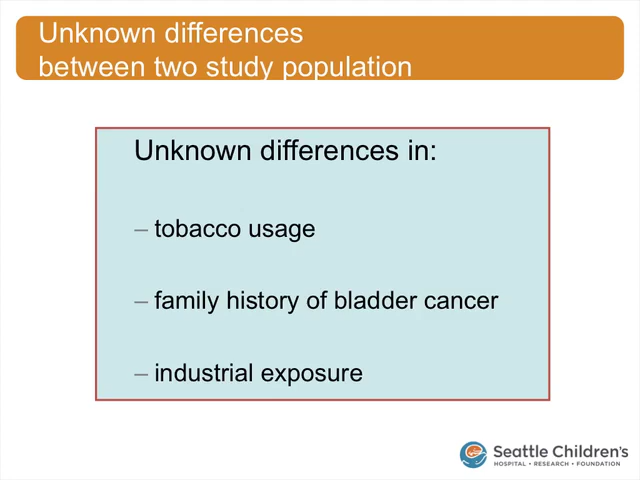 Unknown differences
between two study population
Unknown differences in:
– tobacco usage
– family history of bladder cancer
– industrial exposure
Seattle Children's
HOSPITAL • RESEARCH • FOUNDATION